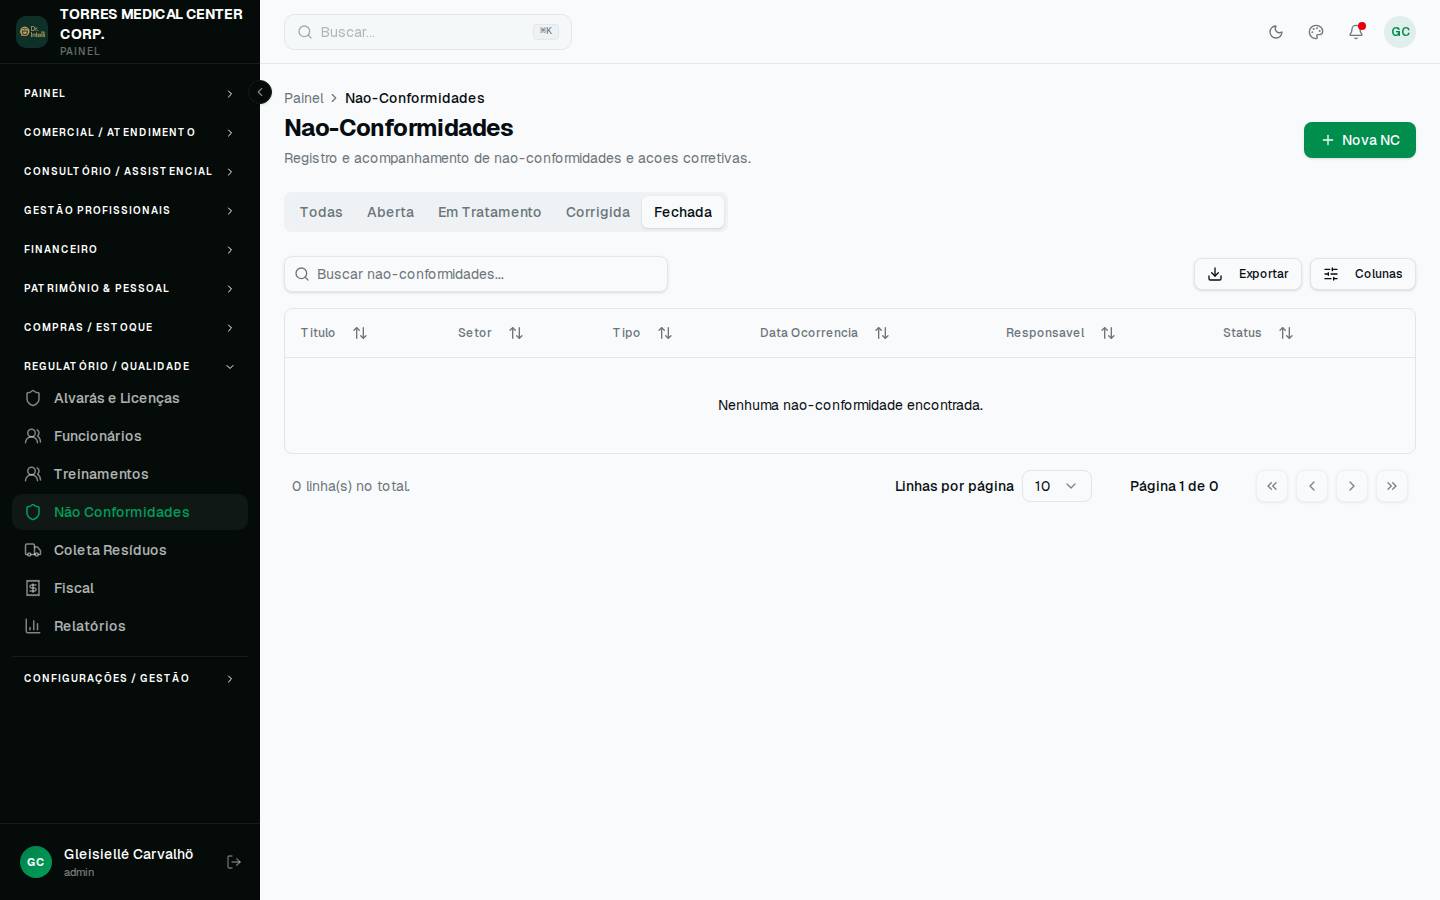 TORRES MEDICAL CENTER
CORP.
PAINEL
Dr.
Intelli
PAINEL
COMERCIAL / ATENDIMENTO
CONSULTÓRIO / ASSISTENCIAL
GESTÃO PROFISSIONAIS
FINANCEIRO
PATRIMÔNIO & PESSOAL
COMPRAS / ESTOQUE
REGULATÓRIO / QUALIDADE
Alvarás e Licenças
Funcionários
Treinamentos
Não Conformidades
Coleta Resíduos
Fiscal
Relatórios
CONFIGURAÇÕES / GESTÃO
GC
Gleisiellé Carvalhö
admin
Buscar...
⌘K
GC
Painel
Nao-Conformidades
Nao-Conformidades
Registro e acompanhamento de nao-conformidades e acoes corretivas.
Nova NC
Todas Aberta Em Tratamento Corrigida Fechada
Buscar nao-conformidades...
Exportar
Colunas
Titulo Setor Tipo Data Ocorrencia Responsavel Status
Nenhuma nao-conformidade encontrada.
0 linha(s) no total.
Linhas por página
10
Página 1 de 0